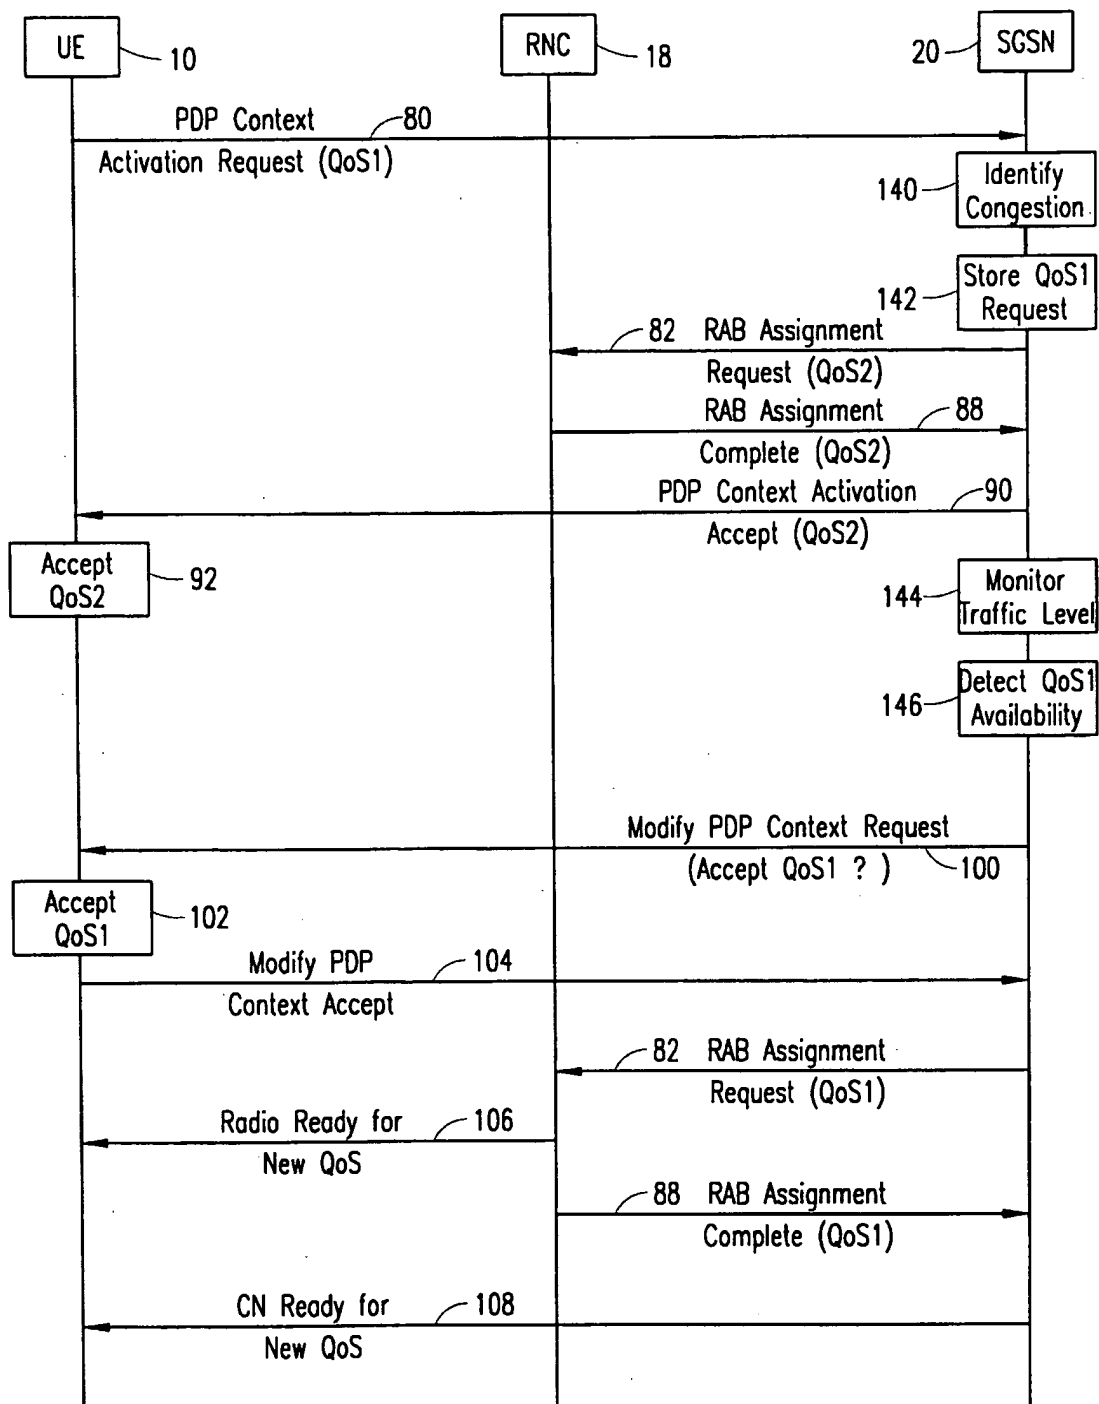 UE
10
RNC
18
20
SGSN
PDP Context
80
Activation Request (QoS1)
140
Identify
Congestion
142
Store QoS1
Request
82
RAB Assignment
Request (QoS2)
RAB Assignment
88
Complete (QoS2)
PDP Context Activation
90
Accept (QoS2)
Accept
QoS2
92
144
Monitor
Traffic Level
146
Detect QoS1
Availability
Modify PDP Context Request
(Accept QoS1 ? )
100
Accept
QoS1
102
Modify PDP
104
Context Accept
82
RAB Assignment
Request (QoS1)
Radio Ready for
106
New QoS
88
RAB Assignment
Complete (QoS1)
CN Ready for
108
New QoS